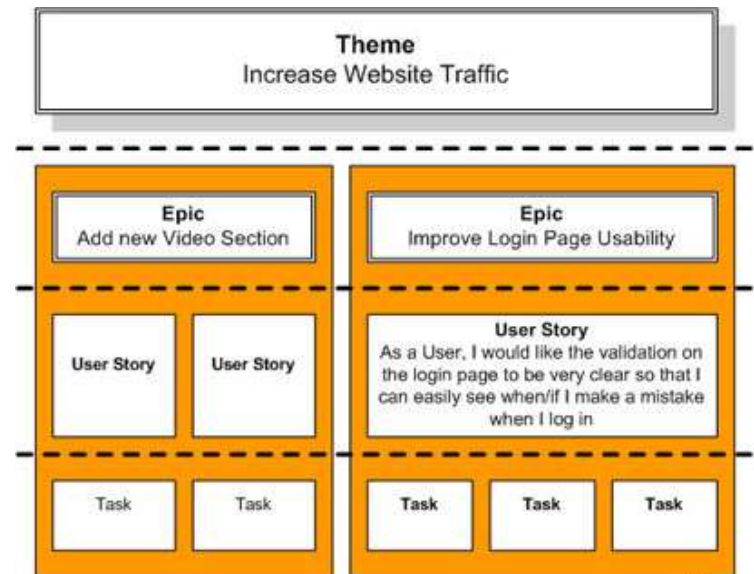 Theme
Increase Website Traffic
Epic
Add new Video Section
Epic
Improve Login Page Usability
User Story
User Story
User Story
As a User, I would like the validation on
the login page to be very clear so that I
can easily see when/if I make a mistake
when I log in
Task
Task
Task
Task
Task